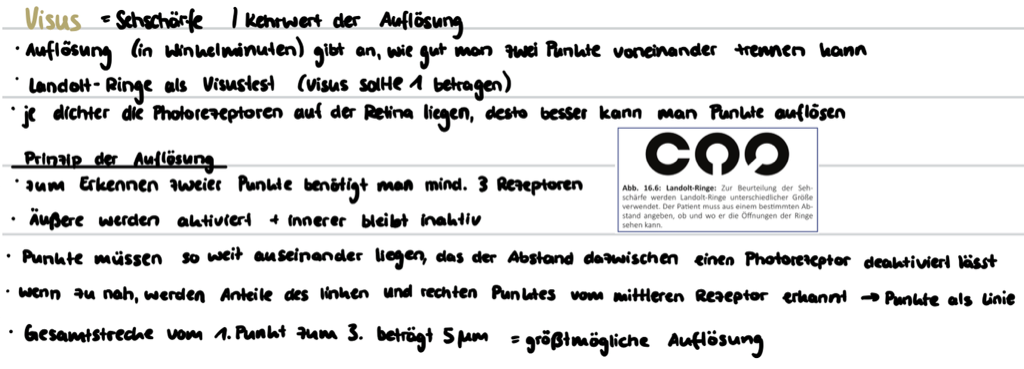 Visus = Sehschärfe | Kehrwert der Auflösung
• Auflösung (in Winkelminuten) gibt an, wie gut man zwei Punkte voneinander trennen kann
• Landolt-Ringe als Visustest (Visus sollte 1 betragen)
• je dichter die Photorezeptoren auf der Retina liegen, desto besser kann man Punkte auflösen
Prinzip der Auflösung
• zum Erkennen zweier Punkte benötigt man mind. 3 Rezeptoren
• Äußere werden aktiviert + innerer bleibt inaktiv
Abb. 16.6: Landolt-Ringe: Zur Beurteilung der Seh-
schärfe werden Landolt-Ringe unterschiedlicher Größe
verwendet. Der Patient muss aus einem bestimmten Ab-
stand angeben, ob und wo er die Öffnungen der Ringe
sehen kann.
• Punkte müssen so weit auseinander liegen, das der Abstand dazwischen einen Photorezeptor deaktiviert lässt
• wenn zu nah, werden Anteile des linken und rechten Punktes vom mittleren Rezeptor erkannt → Punkte als Linie
• Gesamtstrecke vom 1. Punkt zum 3. beträgt 5 µm = größtmögliche Auflösung